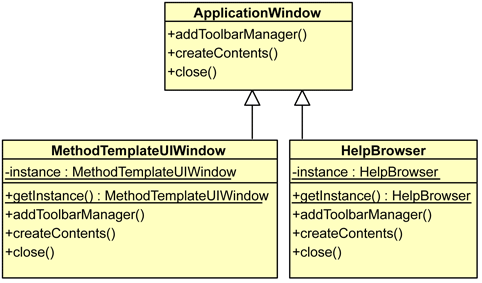 ApplicationWindow
+addToolbarManager()
+createContents()
+close()
MethodTemplateUIWindow
-instance : MethodTemplateUIWindow
+getInstance() : MethodTemplateUIWindow
+addToolbarManager()
+createContents()
+close()
HelpBrowser
-instance : HelpBrowser
+getInstance() : HelpBrowser
+addToolbarManager()
+createContents()
+close()